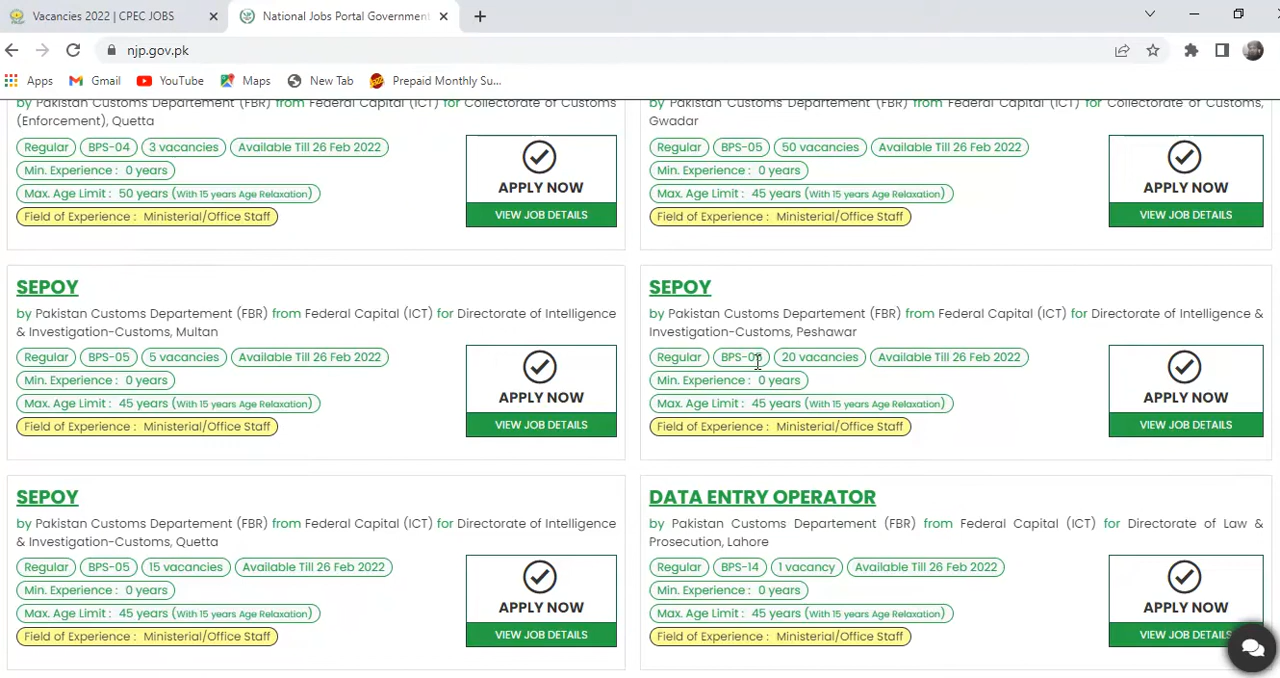 Vacancies 2022 | CPEC JOBS
National Jobs Portal Government
njp.gov.pk
Apps
Gmail
YouTube
Maps
New Tab
Prepaid Monthly Su...
by Pakistan Customs Departement (FBR) from Federal Capital (ICT) for Collectorate of Customs
(Enforcement), Quetta
Regular BPS-04 3 vacancies Available Till 26 Feb 2022
Min. Experience : 0 years
Max. Age Limit : 50 years (With 15 years Age Relaxation)
Field of Experience : Ministerial/Office Staff
APPLY NOW
VIEW JOB DETAILS
by Pakistan Customs Departement (FBR) from Federal Capital (ICT) for Collectorate of Customs,
Gwadar
Regular BPS-05 50 vacancies Available Till 26 Feb 2022
Min. Experience : 0 years
Max. Age Limit : 45 years (With 15 years Age Relaxation)
Field of Experience : Ministerial/Office Staff
APPLY NOW
VIEW JOB DETAILS
SEPOY
by Pakistan Customs Departement (FBR) from Federal Capital (ICT) for Directorate of Intelligence
& Investigation-Customs, Multan
Regular BPS-05 5 vacancies Available Till 26 Feb 2022
Min. Experience : 0 years
Max. Age Limit : 45 years (With 15 years Age Relaxation)
Field of Experience : Ministerial/Office Staff
APPLY NOW
VIEW JOB DETAILS
SEPOY
by Pakistan Customs Departement (FBR) from Federal Capital (ICT) for Directorate of Intelligence &
Investigation-Customs, Peshawar
Regular 20 vacancies Available Till 26 Feb 2022
Min. Experience : 0 years
Max. Age Limit : 45 years (With 15 years Age Relaxation)
Field of Experience : Ministerial/Office Staff
APPLY NOW
VIEW JOB DETAILS
SEPOY
by Pakistan Customs Departement (FBR) from Federal Capital (ICT) for Directorate of Intelligence
& Investigation-Customs, Quetta
Regular BPS-05 15 vacancies Available Till 26 Feb 2022
Min. Experience : 0 years
Max. Age Limit : 45 years (With 15 years Age Relaxation)
Field of Experience : Ministerial/Office Staff
APPLY NOW
VIEW JOB DETAILS
DATA ENTRY OPERATOR
by Pakistan Customs Departement (FBR) from Federal Capital (ICT) for Directorate of Law &
Prosecution, Lahore
Regular BPS-14 1 vacancy Available Till 26 Feb 2022
Min. Experience : 0 years
Max. Age Limit : 45 years (With 15 years Age Relaxation)
Field of Experience : Ministerial/Office Staff
APPLY NOW
VIEW JOB DETAILS